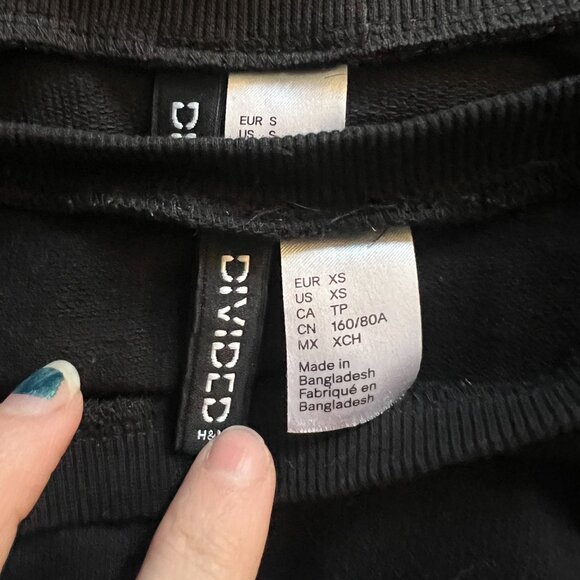 EUR S
US S
DIVIDED
EUR XS
US XS
CA TP
CN 160/80A
MX XCH
Made in
Bangladesh
Fabriqué en
Bangladesh